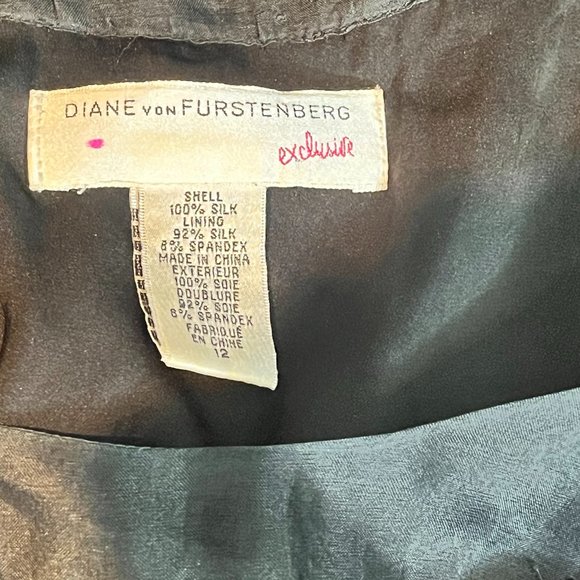 DIANE VON FURSTENBERG
exclusive
SHELL
100% SILK
LINING
92% SILK
8% SPANDEX
MADE IN CHINA
EXTERIEUR
100% SOIE
DOUBLURE
92% SOIE
8% SPANDEX
FABRIQUÉ
EN CHINE
12